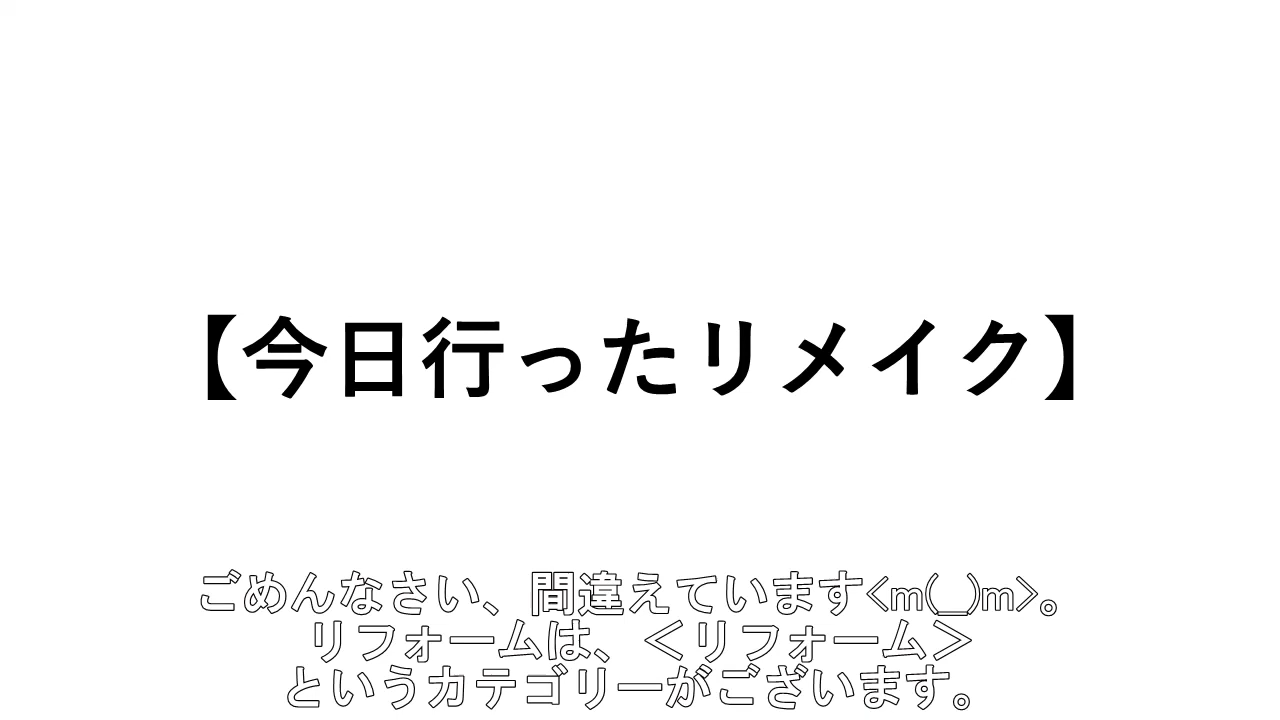 【今日行ったリメイク】
ごめんなさい、間違えています<m(__)m>。
リフォームは、＜リフォーム＞
というカテゴリーがございます。